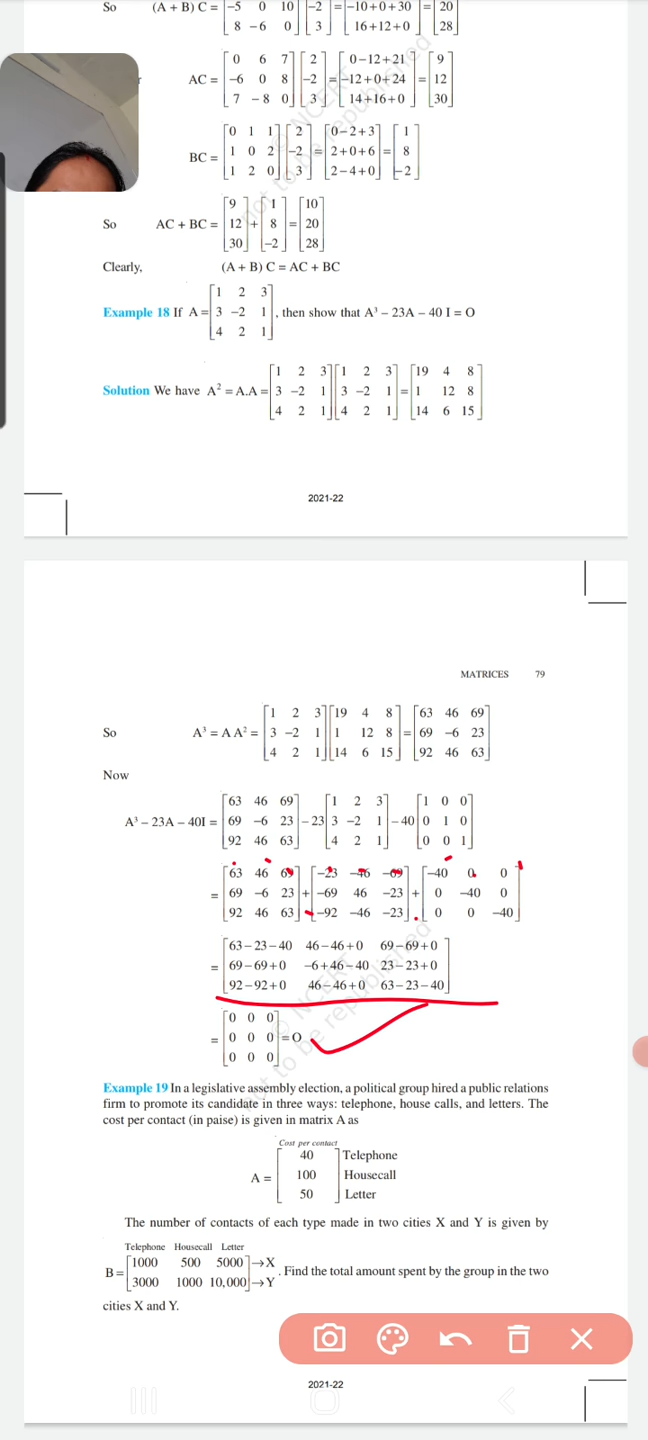 So (A + B) C = [−5 0 10] [−2] = [−10+0+30] = [20]
8 −6 0 3 16+12+0 28
0 6 7 2 0−12+21 9
AC = −6 0 8 −2 = −12+0+24 = 12
7 −8 0 3 14+16+0 30
0 1 1 2 0−2+3 1
BC = 1 0 2 −2 = 2+0+6 = 8
1 2 0 3 2−4+0 −2
9 1 10
So AC + BC = 12 + 8 = 20
30 −2 28
Clearly, (A + B) C = AC + BC
1 2 3
Example 18 If A = 3 −2 1 , then show that A³ – 23A – 40 I = O
4 2 1
1 2 3 1 2 3 19 4 8
Solution We have A² = A.A = 3 −2 1 3 −2 1 = 1 12 8
4 2 1 4 2 1 14 6 15
2021-22
MATRICES 79
1 2 3 19 4 8 63 46 69
So A³ = A A² = 3 −2 1 1 12 8 = 69 −6 23
4 2 1 14 6 15 92 46 63
Now
63 46 69 1 2 3 1 0 0
A³ – 23A – 40I = 69 −6 23 – 23 3 −2 1 – 40 0 1 0
92 46 63 4 2 1 0 0 1
63 46 69 −23 −46 −69 −40 0 0
= 69 −6 23 + −69 46 −23 + 0 −40 0
92 46 63 −92 −46 −23 0 0 −40
63−23−40 46−46+0 69−69+0
= 69−69+0 −6+46−40 23−23+0
92−92+0 46−46+0 63−23−40
0 0 0
= 0 0 0 = O
0 0 0
© NCERT
not to be republished
Example 19 In a legislative assembly election, a political group hired a public relations
firm to promote its candidate in three ways: telephone, house calls, and letters. The
cost per contact (in paise) is given in matrix A as
Cost per contact
40 Telephone
A = 100 Housecall
50 Letter
The number of contacts of each type made in two cities X and Y is given by
Telephone Housecall Letter
1000 500 5000 → X
B = . Find the total amount spent by the group in the two
3000 1000 10,000 → Y
cities X and Y.
2021-22